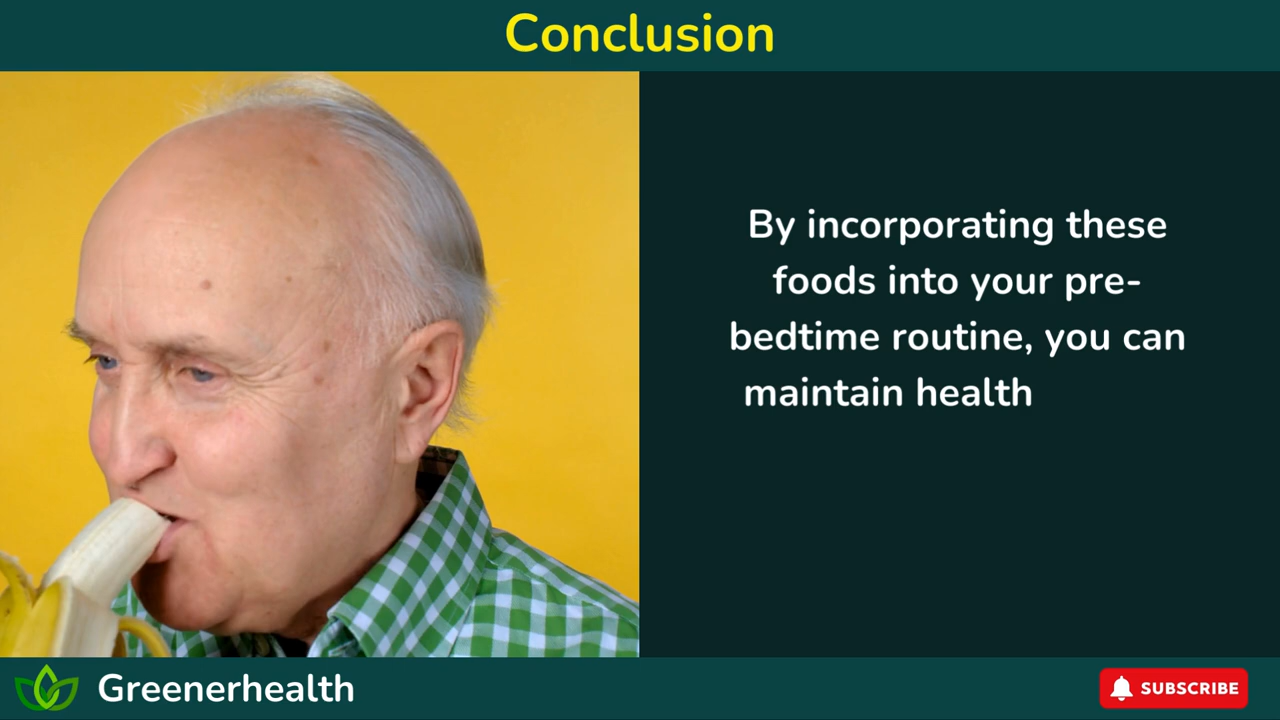 Conclusion
By incorporating these
foods into your pre-
bedtime routine, you can
maintain health
Greenerhealth
SUBSCRIBE